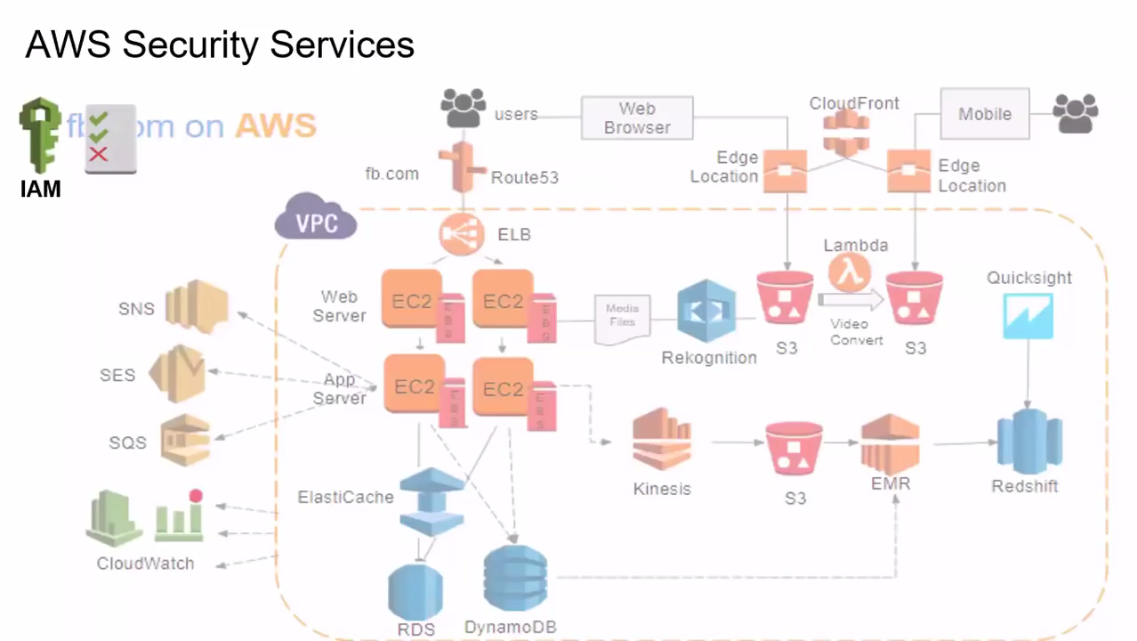 AWS Security Services
on AWS
IAM
users
Web
Browser
CloudFront
Mobile
fb.com
Route53
Edge
Location
Edge
Location
VPC
ELB
Lambda
Quicksight
SNS
Web
Server
EC2
EC2
EBS
EBS
Media
Files
Rekognition
S3
Video
Convert
S3
SES
App
Server
EC2
EC2
EBS
EBS
SQS
Kinesis
S3
EMR
Redshift
ElastiCache
CloudWatch
RDS
DynamoDB